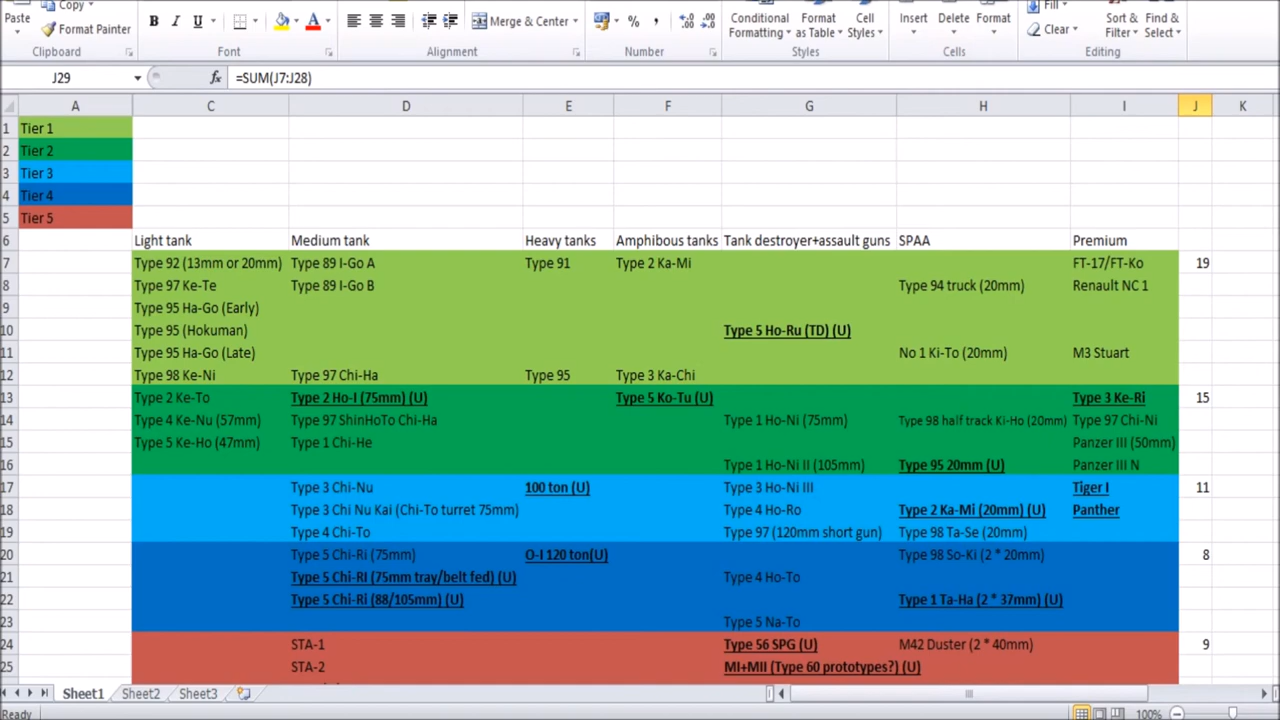 Paste
Copy
Format Painter
Clipboard
B I U
A
Font
Merge & Center
Alignment
% ,
Number
Conditional Formatting
Format as Table
Cell Styles
Styles
Insert
Delete
Format
Cells
Fill
Clear
Sort & Filter
Find & Select
Editing
J29 fx =SUM(J7:J28)
A C D E F G H I J K
1 Tier 1
2 Tier 2
3 Tier 3
4 Tier 4
5 Tier 5
6 Light tank Medium tank Heavy tanks Amphibous tanks Tank destroyer+assault guns SPAA Premium
7 Type 92 (13mm or 20mm) Type 89 I-Go A Type 91 Type 2 Ka-Mi FT-17/FT-Ko 19
8 Type 97 Ke-Te Type 89 I-Go B Type 94 truck (20mm) Renault NC 1
9 Type 95 Ha-Go (Early)
10 Type 95 (Hokuman) Type 5 Ho-Ru (TD) (U)
11 Type 95 Ha-Go (Late) No 1 Ki-To (20mm) M3 Stuart
12 Type 98 Ke-Ni Type 97 Chi-Ha Type 95 Type 3 Ka-Chi
13 Type 2 Ke-To Type 2 Ho-I (75mm) (U) Type 5 Ko-Tu (U) Type 3 Ke-Ri 15
14 Type 4 Ke-Nu (57mm) Type 97 ShinHoTo Chi-Ha Type 1 Ho-Ni (75mm) Type 98 half track Ki-Ho (20mm) Type 97 Chi-Ni
15 Type 5 Ke-Ho (47mm) Type 1 Chi-He Panzer III (50mm)
16 Type 1 Ho-Ni II (105mm) Type 95 20mm (U) Panzer III N
17 Type 3 Chi-Nu 100 ton (U) Type 3 Ho-Ni III Tiger I 11
18 Type 3 Chi Nu Kai (Chi-To turret 75mm) Type 4 Ho-Ro Type 2 Ka-Mi (20mm) (U) Panther
19 Type 4 Chi-To Type 97 (120mm short gun) Type 98 Ta-Se (20mm)
20 Type 5 Chi-Ri (75mm) O-I 120 ton(U) Type 98 So-Ki (2 * 20mm) 8
21 Type 5 Chi-RI (75mm tray/belt fed) (U) Type 4 Ho-To
22 Type 5 Chi-Ri (88/105mm) (U) Type 1 Ta-Ha (2 * 37mm) (U)
23 Type 5 Na-To
24 STA-1 Type 56 SPG (U) M42 Duster (2 * 40mm) 9
25 STA-2 MI+MII (Type 60 prototypes?) (U)
Sheet1 Sheet2 Sheet3
Ready 100%